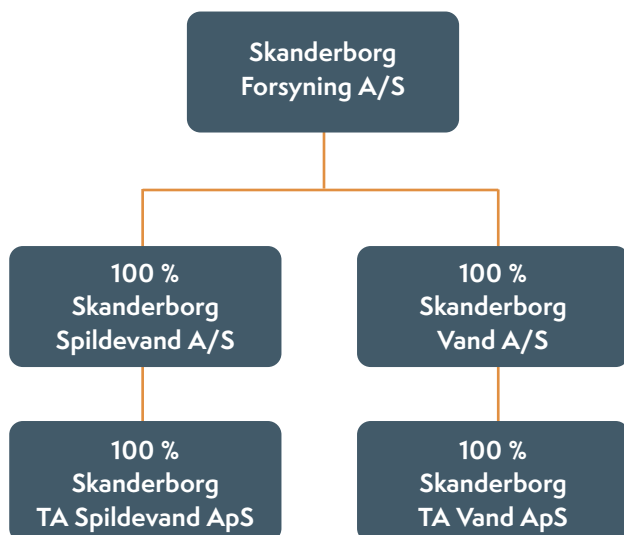 Skanderborg
Forsyning A/S
100 %
Skanderborg
Spildevand A/S
100 %
Skanderborg
Vand A/S
100 %
Skanderborg
TA Spildevand ApS
100 %
Skanderborg
TA Vand ApS